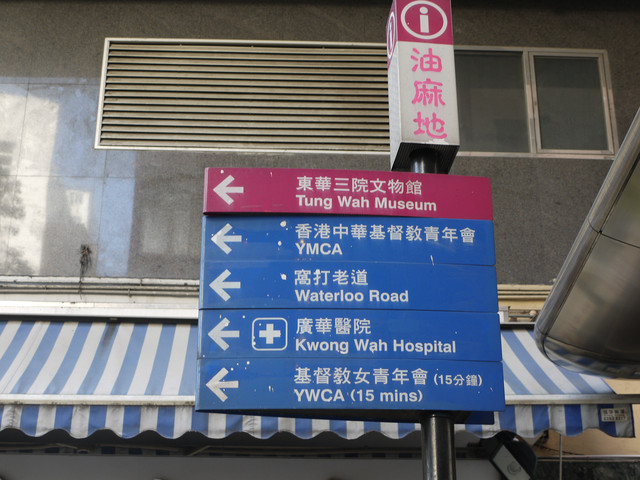 i
油麻地
東華三院文物館
Tung Wah Museum
香港中華基督教青年會
YMCA
窩打老道
Waterloo Road
廣華醫院
Kwong Wah Hospital
基督教女青年會 (15分鐘)
YWCA (15 mins)